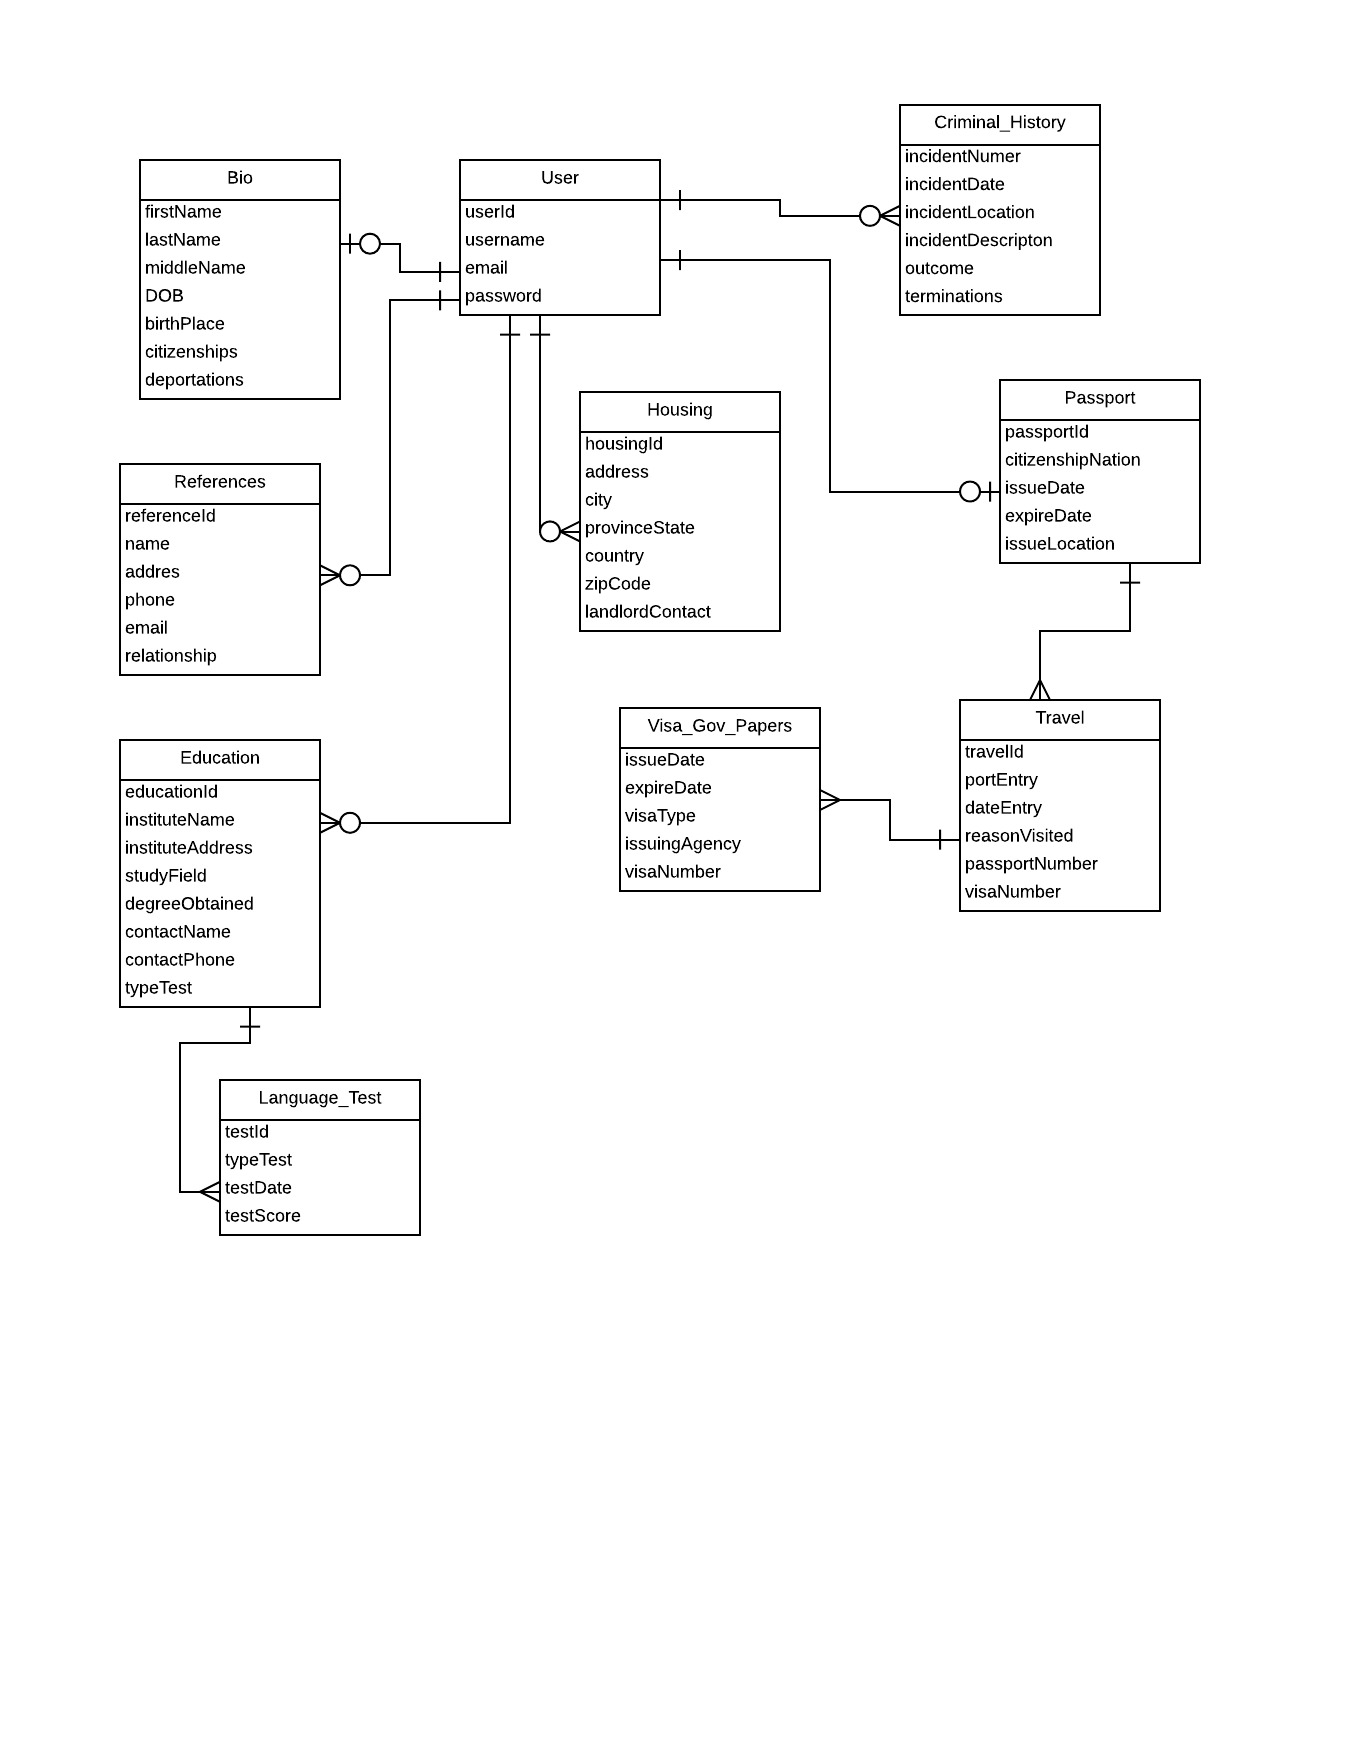 Criminal_History
incidentNumer
incidentDate
incidentLocation
incidentDescripton
outcome
terminations
Bio
firstName
lastName
middleName
DOB
birthPlace
citizenships
deportations
User
userId
username
email
password
Housing
housingId
address
city
provinceState
country
zipCode
landlordContact
Passport
passportId
citizenshipNation
issueDate
expireDate
issueLocation
References
referenceId
name
addres
phone
email
relationship
Visa_Gov_Papers
issueDate
expireDate
visaType
issuingAgency
visaNumber
Travel
travelId
portEntry
dateEntry
reasonVisited
passportNumber
visaNumber
Education
educationId
instituteName
instituteAddress
studyField
degreeObtained
contactName
contactPhone
typeTest
Language_Test
testId
typeTest
testDate
testScore